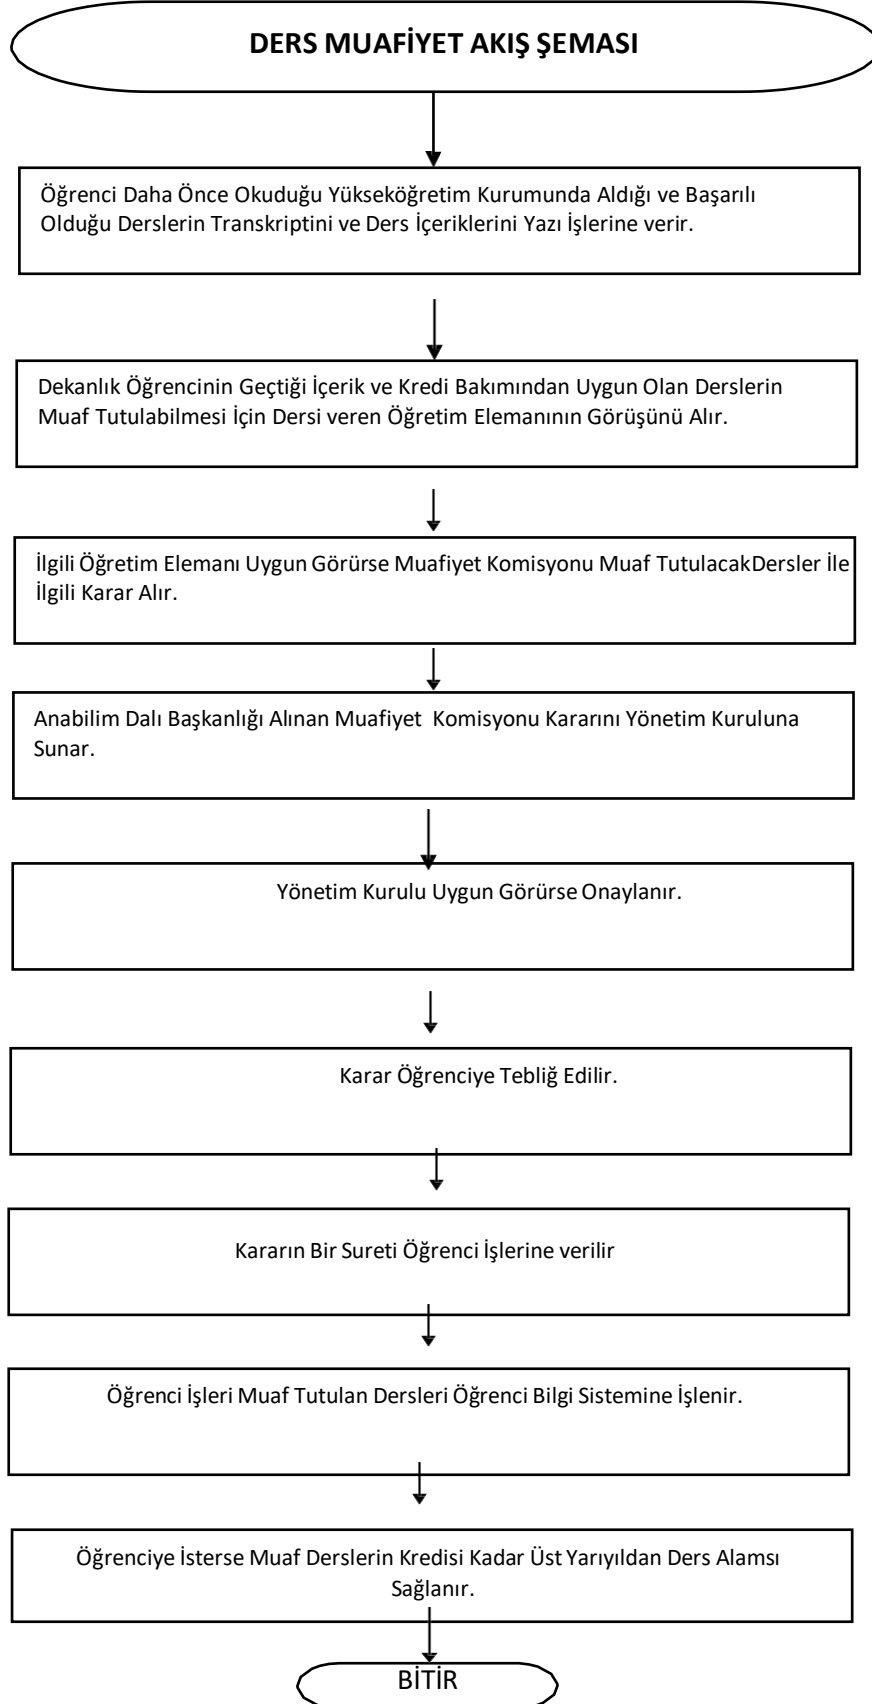 DERS MUAFİYET AKIŞ ŞEMASI
Öğrenci Daha Önce Okuduğu Yükseköğretim Kurumunda Aldığı ve Başarılı
Olduğu Derslerin Transkriptini ve Ders İçeriklerini Yazı İşlerine verir.
Dekanlık Öğrencinin Geçtiği İçerik ve Kredi Bakımından Uygun Olan Derslerin
Muaf Tutulabilmesi İçin Dersi veren Öğretim Elemanının Görüşünü Alır.
İlgili Öğretim Elemanı Uygun Görürse Muafiyet Komisyonu Muaf TutulacakDersler İle
İlgili Karar Alır.
Anabilim Dalı Başkanlığı Alınan Muafiyet Komisyonu Kararını Yönetim Kuruluna
Sunar.
Yönetim Kurulu Uygun Görürse Onaylanır.
Karar Öğrenciye Tebliğ Edilir.
Kararın Bir Sureti Öğrenci İşlerine verilir
Öğrenci İşleri Muaf Tutulan Dersleri Öğrenci Bilgi Sistemine İşlenir.
Öğrenciye İsterse Muaf Derslerin Kredisi Kadar Üst Yarıyıldan Ders Alamsı
Sağlanır.
BİTİR